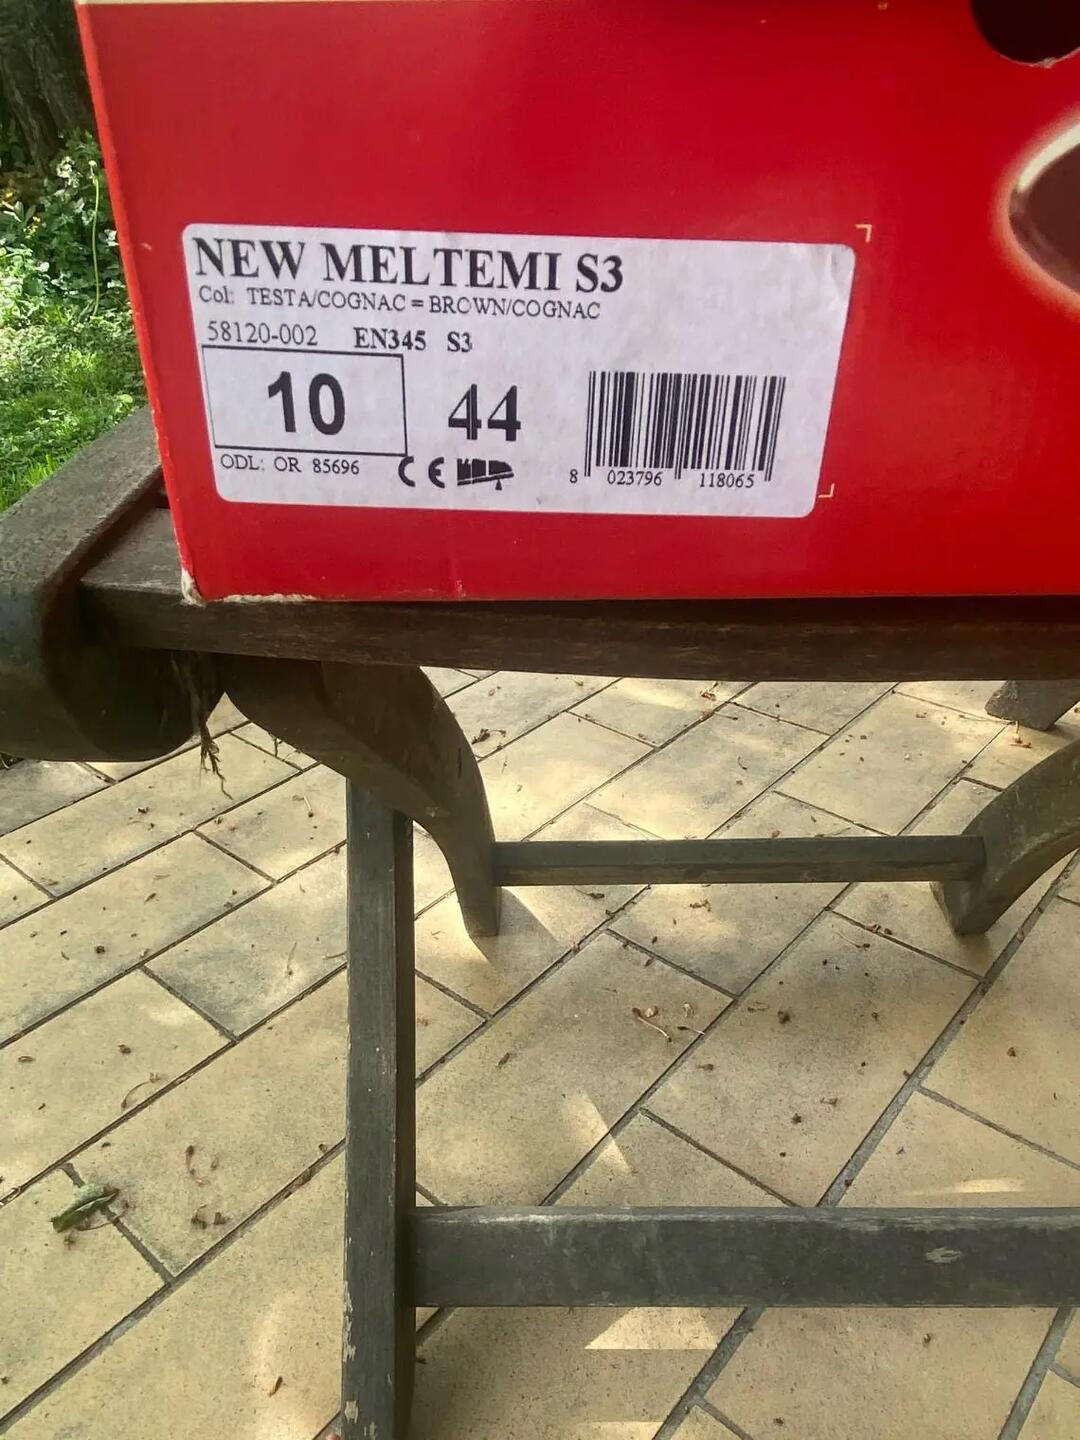 NEW MELTEMI S3
Col: TESTA/COGNAC = BROWN/COGNAC
58120-002 EN345 S3
10 44
ODL: OR 85696 CE
8 023796 118065